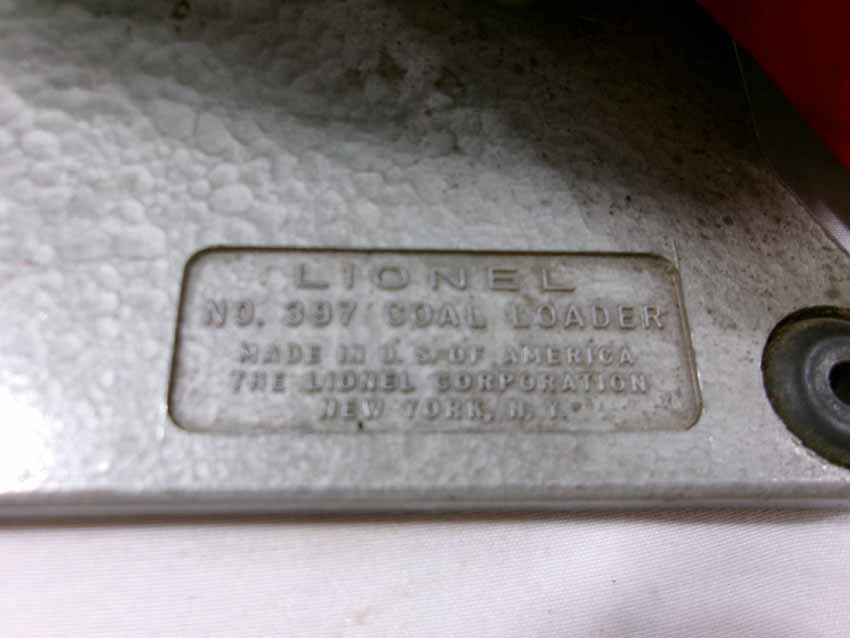 LIONEL
NO. 397 COAL LOADER
MADE IN U. S. OF AMERICA
THE LIONEL CORPORATION
NEW YORK, N. Y.